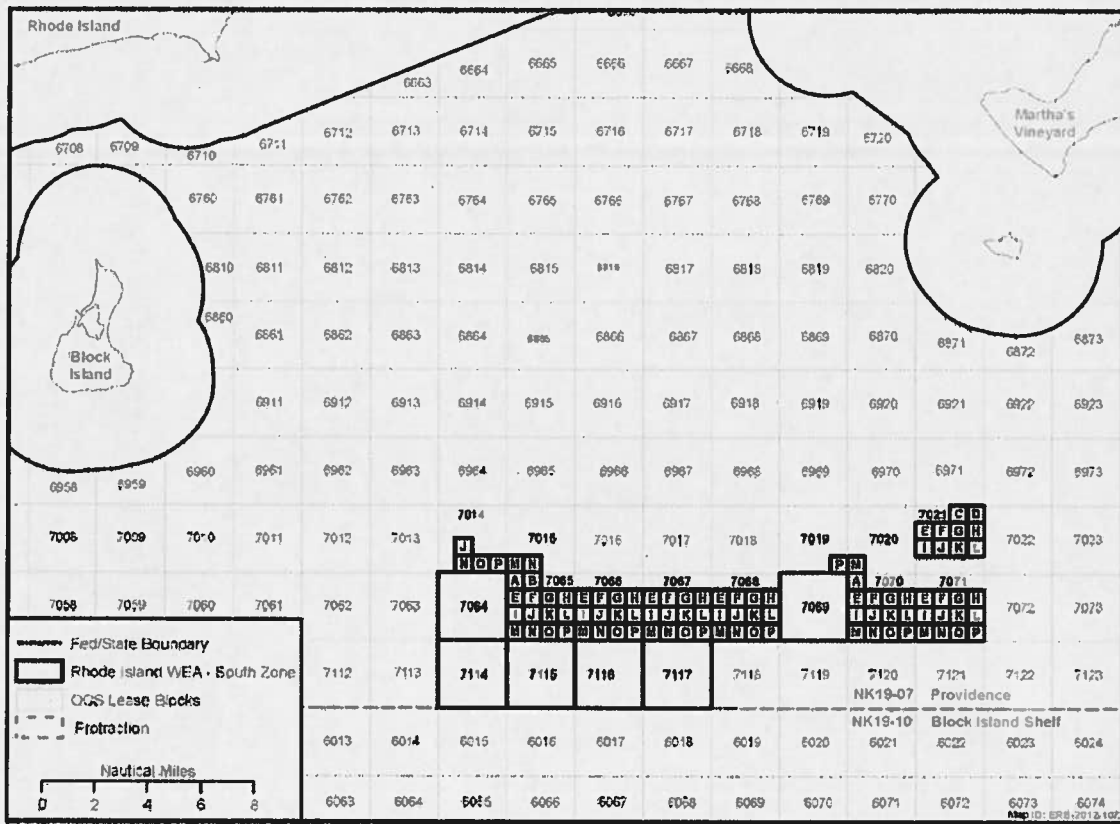 Rhode Island
6663 6664 6665 6666 6667 6668
Martha's
Vineyard
6708 6709 6710 6711 6712 6713 6714 6715 6716 6717 6718 6719 6720
6760 6761 6762 6763 6764 6765 6766 6767 6768 6769 6770
6810 6811 6812 6813 6814 6815 6816 6817 6818 6819 6820
6860 6861 6862 6863 6864 6865 6866 6867 6868 6869 6870 6871 6872 6873
Block
Island
6911 6912 6913 6914 6915 6916 6917 6918 6919 6920 6921 6922 6923
6958 6959 6960 6961 6962 6963 6964 6965 6966 6967 6968 6969 6970 6971 6972 6973
7014 7021 C D
7008 7009 7010 7011 7012 7013 7015 7016 7017 7018 7019 7020 E F G H 7022 7023
J I J K L
N O P M N P M
A B 7065 7066 7067 7068 A 7070 7071
7058 7059 7060 7061 7062 7063 7064 E F G H E F G H E F G H E F G H 7069 E F G H E F G H 7072 7073
I J K L I J K L I J K L I J K L I J K L I J K L
M N O P M N O P M N O P M N O P M N O P M N O P
Fed/State Boundary
Rhode Island WEA - South Zone
OCS Lease Blocks
Protraction
7112 7113 7114 7115 7116 7117 7118 7119 7120 7121 7122 7123
NK19-07 Providence
NK19-10 Block Island Shelf
6013 6014 6015 6016 6017 6018 6019 6020 6021 6022 6023 6024
Nautical Miles
0 2 4 6 8
6063 6064 6065 6066 6067 6068 6069 6070 6071 6072 6073 6074
Map ID: ERB-2012-102